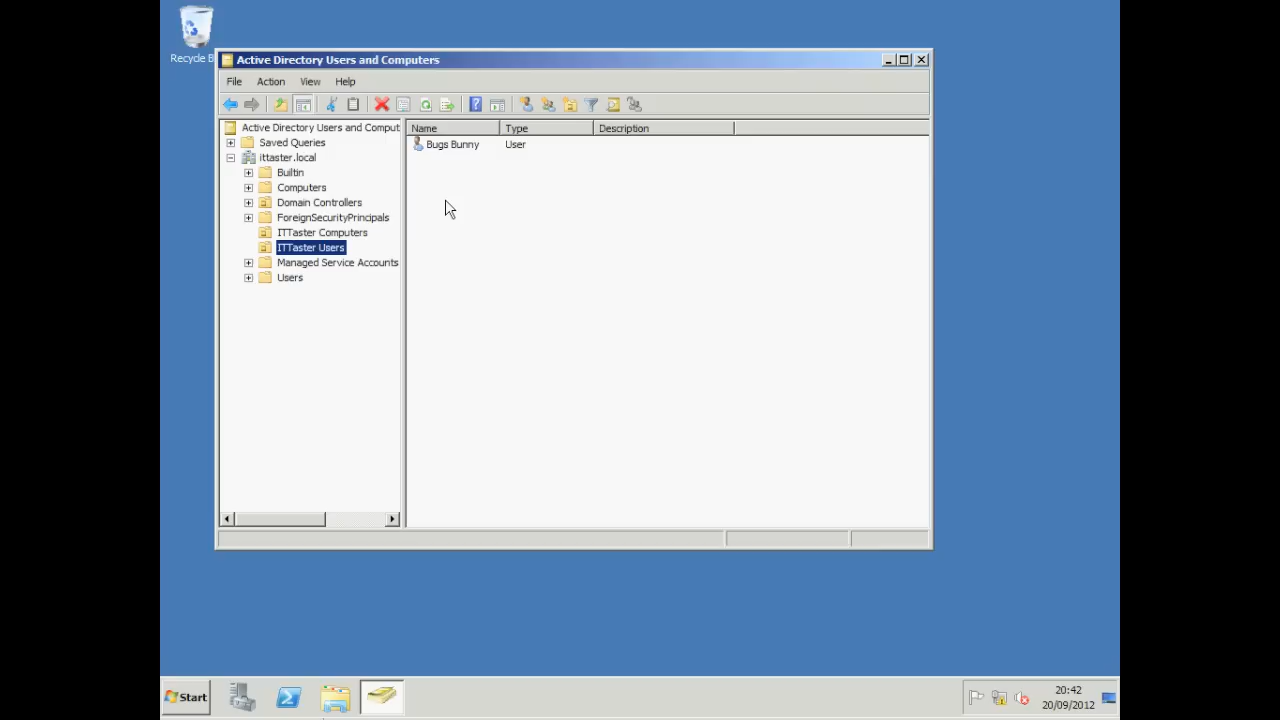 Recycle B
Active Directory Users and Computers
File Action View Help
Active Directory Users and Comput
Saved Queries
ittaster.local
Builtin
Computers
Domain Controllers
ForeignSecurityPrincipals
ITTaster Computers
ITTaster Users
Managed Service Accounts
Users
Name Type Description
Bugs Bunny User
Start
20:42
20/09/2012